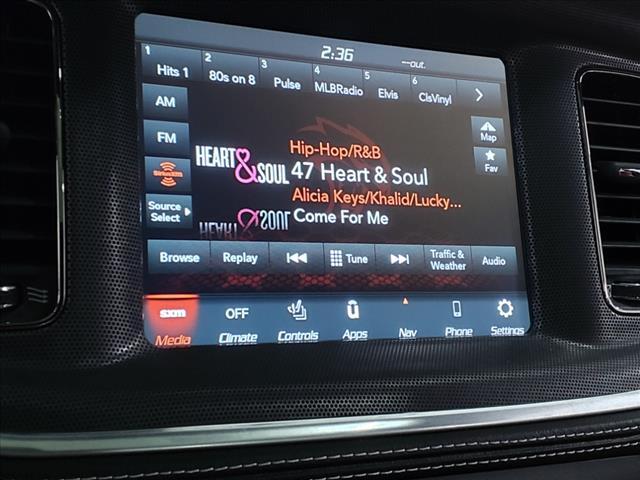 2:36 --out.
1 Hits 1 2 80s on 8 3 Pulse 4 MLBRadio 5 Elvis 6 ClsVinyl
AM
FM
SiriusXM
Source
Select
HEART & SOUL
Hip-Hop/R&B
47 Heart & Soul
Alicia Keys/Khalid/Lucky...
Come For Me
Map
Fav
Browse Replay Tune Traffic & Weather Audio
sxm OFF ū
Media Climate Controls Apps Nav Phone Settings